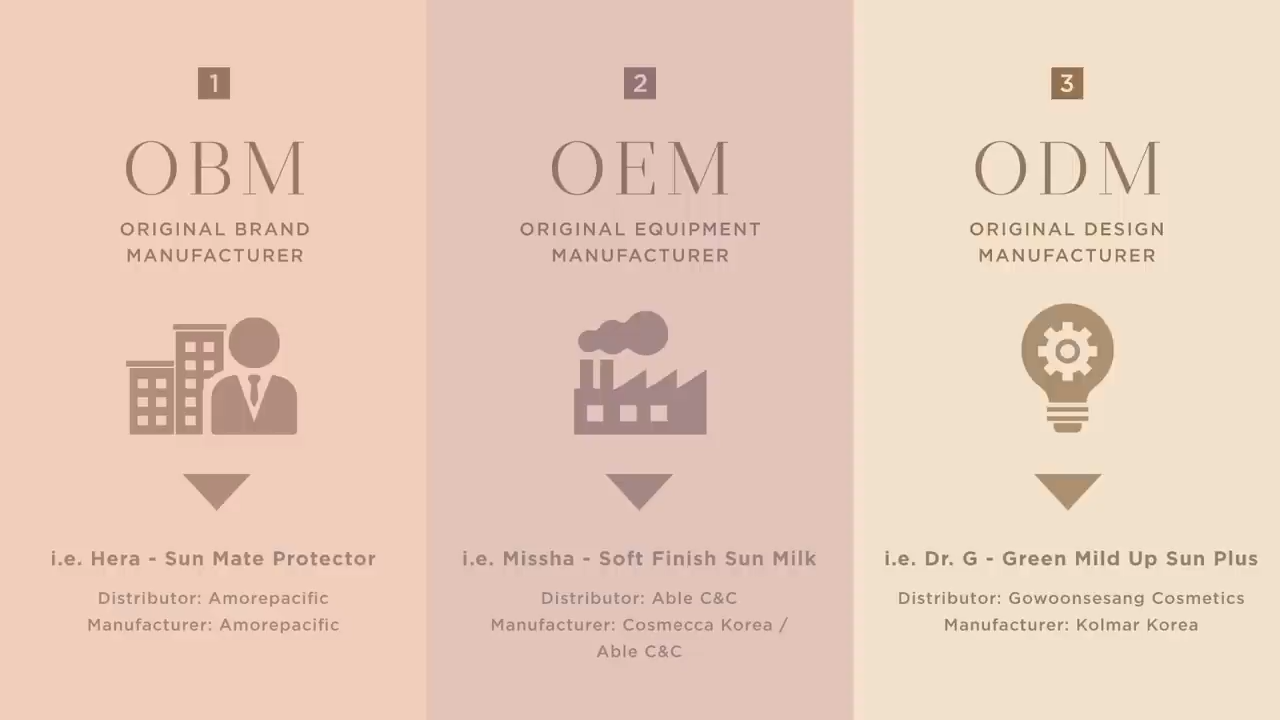 1
OBM
ORIGINAL BRAND
MANUFACTURER
i.e. Hera - Sun Mate Protector
Distributor: Amorepacific
Manufacturer: Amorepacific
2
OEM
ORIGINAL EQUIPMENT
MANUFACTURER
i.e. Missha - Soft Finish Sun Milk
Distributor: Able C&C
Manufacturer: Cosmecca Korea /
Able C&C
3
ODM
ORIGINAL DESIGN
MANUFACTURER
i.e. Dr. G - Green Mild Up Sun Plus
Distributor: Gowoonsesang Cosmetics
Manufacturer: Kolmar Korea